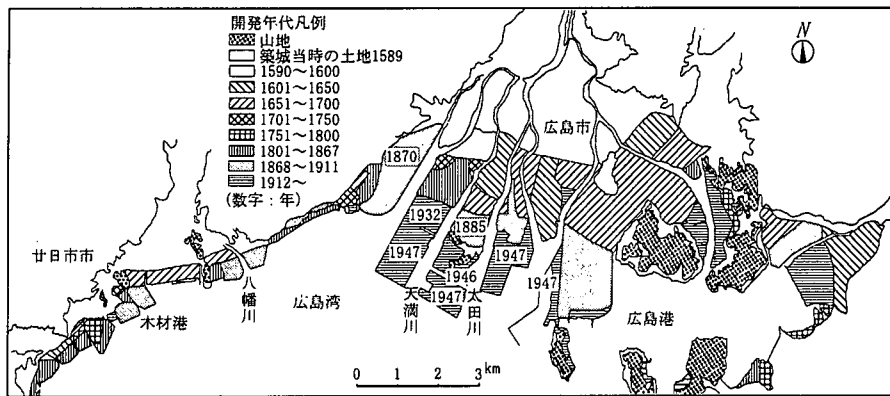 開発年代凡例
山地
築城当時の土地1589
1590～1600
1601～1650
1651～1700
1701～1750
1751～1800
1801～1867
1868～1911
1912～
(数字：年)
N
広島市
1870
1932
1885
1947
1947
1946
1947
1947
廿日市市
八幡川
広島湾
天満川
太田川
広島港
木材港
0 1 2 3 km